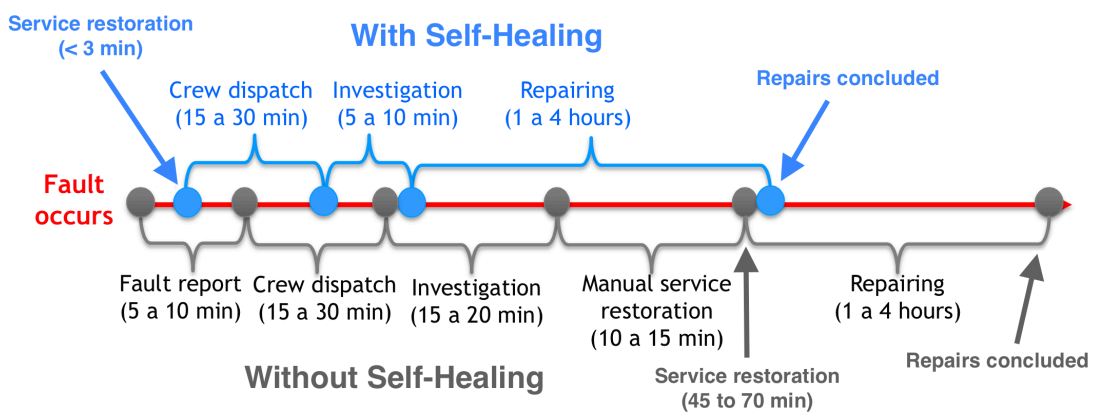 Service restoration
(< 3 min)
With Self-Healing
Crew dispatch
(15 a 30 min)
Investigation
(5 a 10 min)
Repairing
(1 a 4 hours)
Repairs concluded
Fault
occurs
Fault report
(5 a 10 min)
Crew dispatch
(15 a 30 min)
Investigation
(15 a 20 min)
Manual service
restoration
(10 a 15 min)
Repairing
(1 a 4 hours)
Without Self-Healing
Service restoration
(45 to 70 min)
Repairs concluded